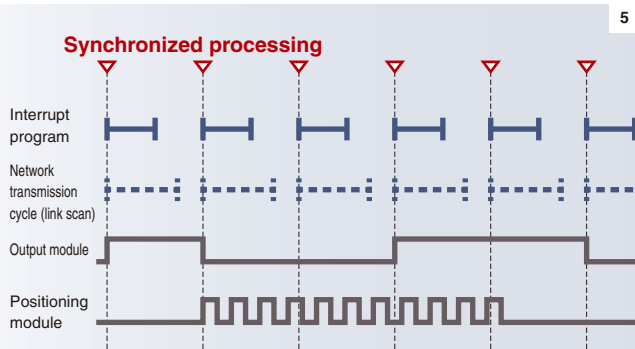 5
Synchronized processing
Interrupt
program
Network
transmission
cycle (link scan)
Output module
Positioning
module